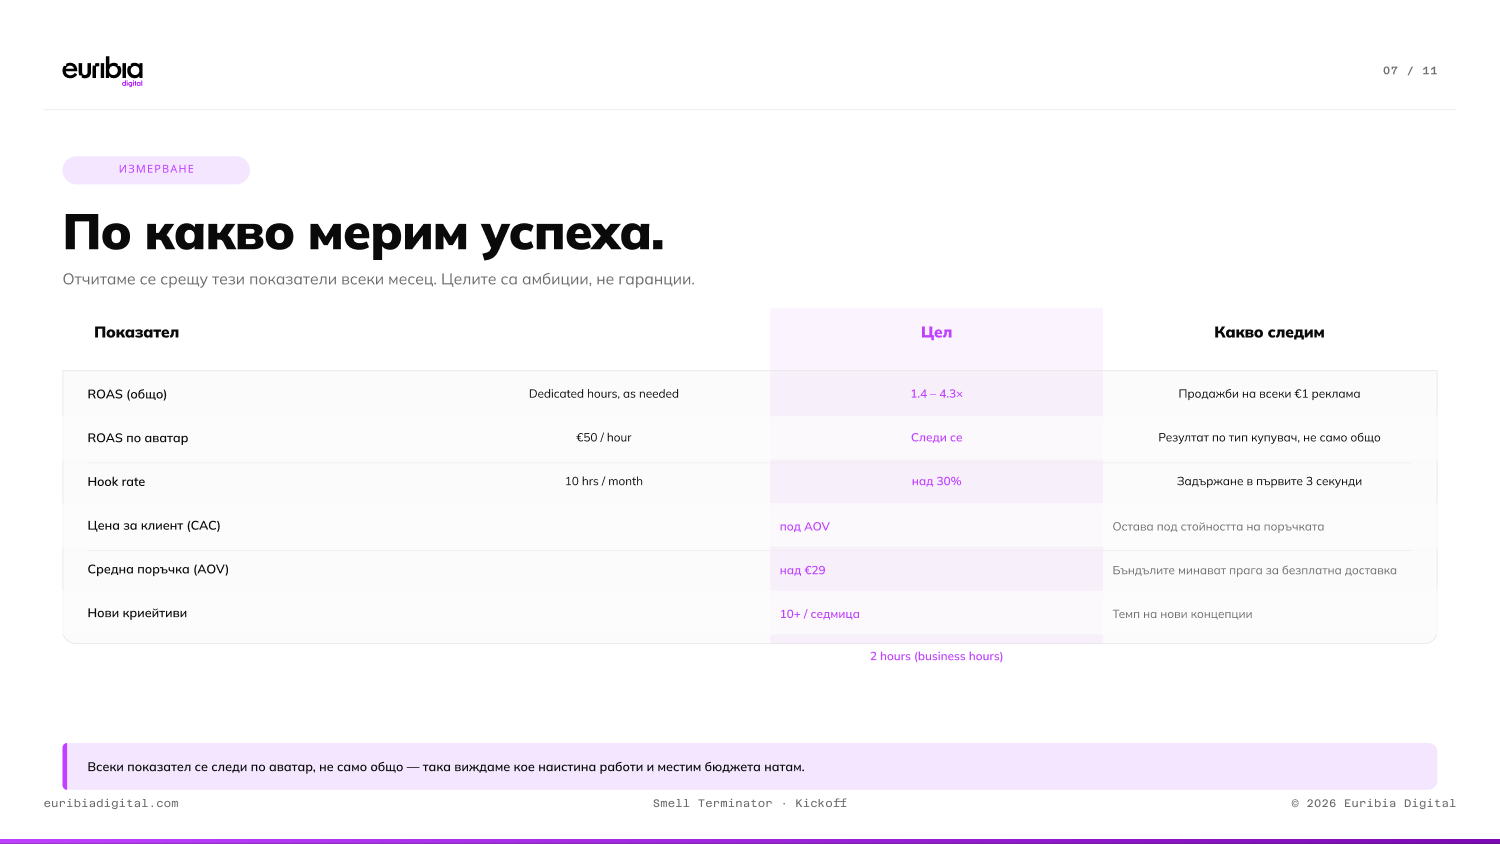 euribia
digital
07 / 11
ИЗМЕРВАНЕ
По какво мерим успеха.
Отчитаме се срещу тези показатели всеки месец. Целите са амбиции, не гаранции.
Показател Цел Какво следим
ROAS (общо) Dedicated hours, as needed 1.4 – 4.3× Продажби на всеки €1 реклама
ROAS по аватар €50 / hour Следи се Резултат по тип купувач, не само общо
Hook rate 10 hrs / month над 30% Задържане в първите 3 секунди
Цена за клиент (CAC) под AOV Остава под стойността на поръчката
Средна поръчка (AOV) над €29 Бъндълите минават прага за безплатна доставка
Нови криейтиви 10+ / седмица Темп на нови концепции
2 hours (business hours)
Всеки показател се следи по аватар, не само общо — така виждаме кое наистина работи и местим бюджета натам.
euribiadigital.com Smell Terminator · Kickoff © 2026 Euribia Digital